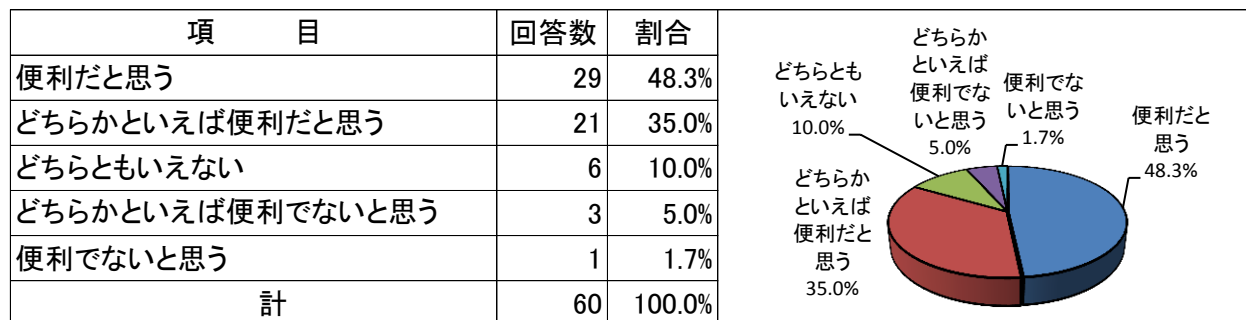 項　　　目 回答数 割合
便利だと思う 29 48.3%
どちらかといえば便利だと思う 21 35.0%
どちらともいえない 6 10.0%
どちらかといえば便利でないと思う 3 5.0%
便利でないと思う 1 1.7%
計 60 100.0%
どちらとも
いえない
10.0%
どちらか
といえば
便利でな
いと思う
5.0%
便利でな
いと思う
1.7%
便利だと
思う
48.3%
どちらか
といえば
便利だと
思う
35.0%